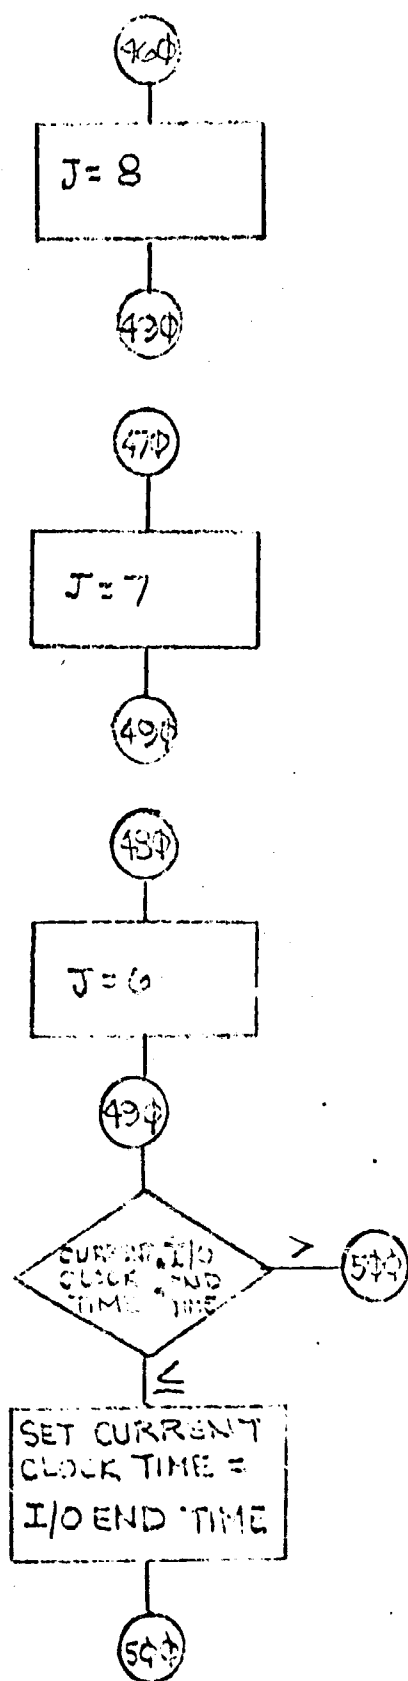 46φ
J = 8
49φ
47φ
J = 7
49φ
48φ
J = 6
49φ
CURRENT : I/O
CLOCK : END
TIME : TIME
>
5φφ
≤
SET CURRENT
CLOCK TIME =
I/O END TIME
5φφ